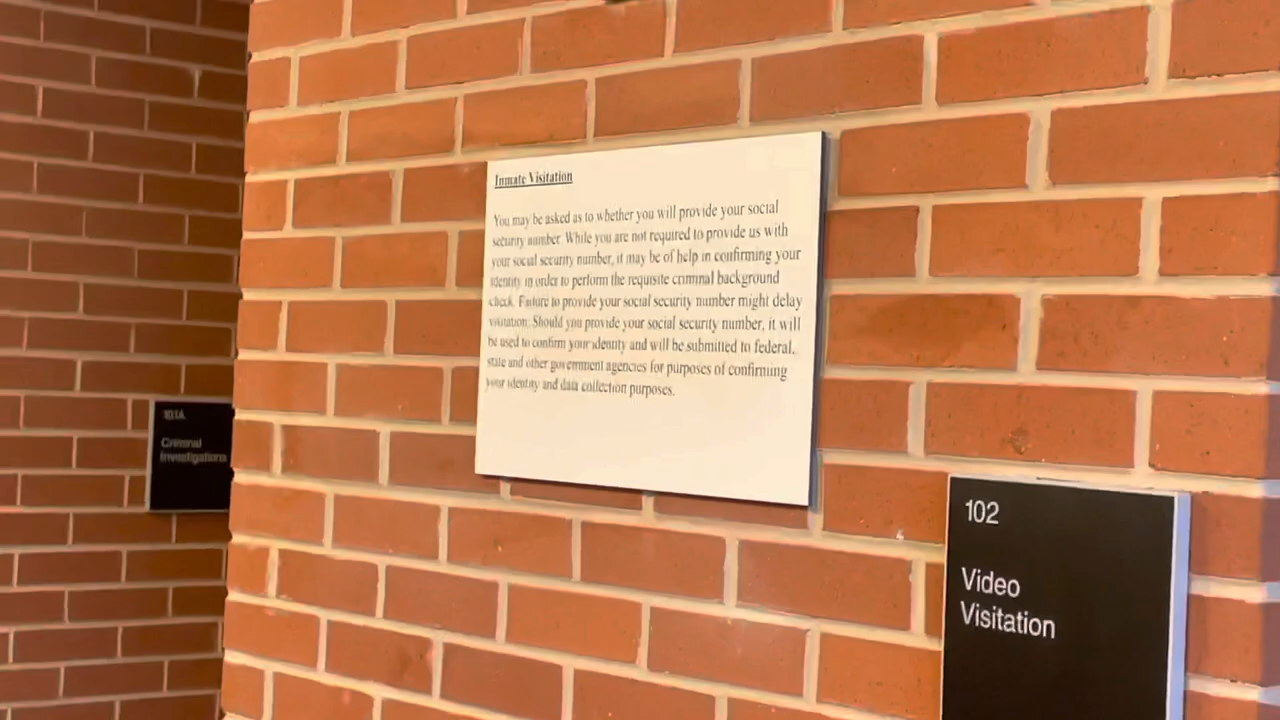 Inmate Visitation
You may be asked as to whether you will provide your social
security number. While you are not required to provide us with
your social security number, it may be of help in confirming your
identity in order to perform the requisite criminal background
check. Failure to provide your social security number might delay
visitation. Should you provide your social security number, it will
be used to confirm your identity and will be submitted to federal,
state and other government agencies for purposes of confirming
your identity and data collection purposes.
101A
Criminal
Investigations
102
Video
Visitation